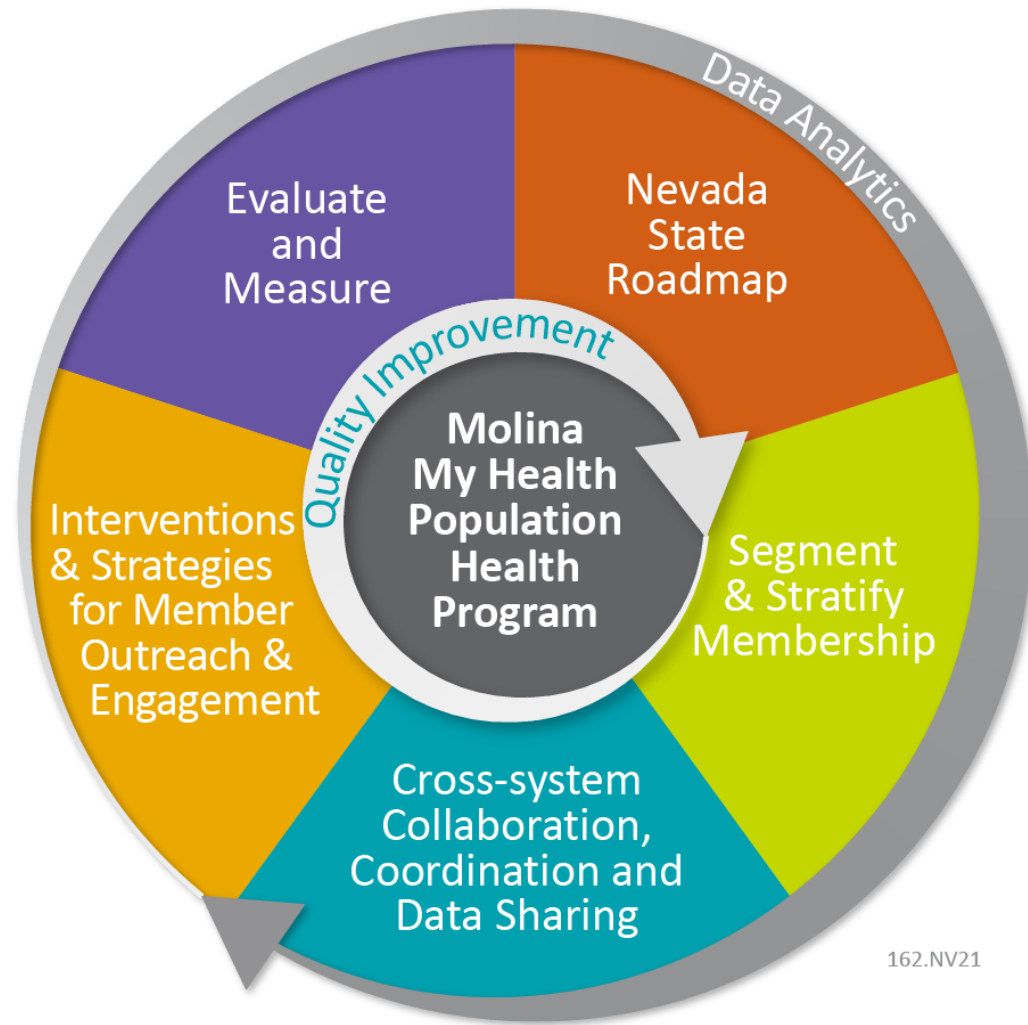 Data Analytics
Nevada
State
Roadmap
Evaluate
and
Measure
Quality Improvement
Molina
My Health
Population
Health
Program
Segment
& Stratify
Membership
Interventions
& Strategies
for Member
Outreach &
Engagement
Cross-system
Collaboration,
Coordination and
Data Sharing
162.NV21